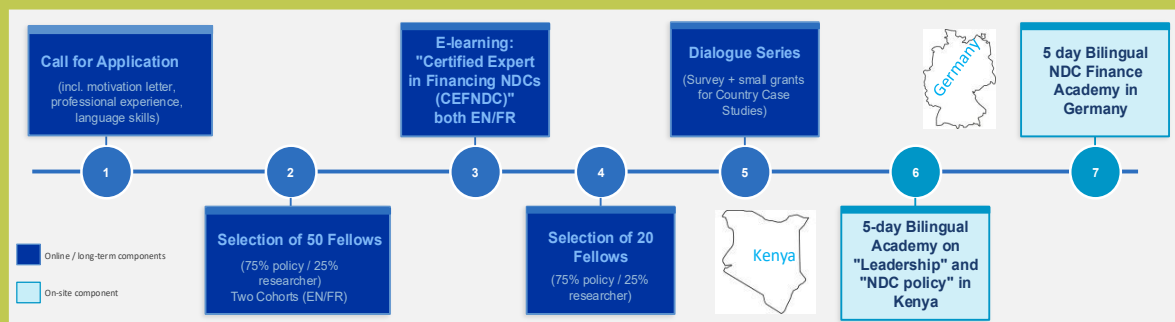 Call for Application
(incl. motivation letter,
professional experience,
language skills)
1
2
Selection of 50 Fellows
(75% policy / 25%
researcher)
Two Cohorts (EN/FR)
E-learning:
"Certified Expert
in Financing NDCs
(CEFNDC)"
both EN/FR
3
4
Selection of 20
Fellows
(75% policy / 25%
researcher)
Dialogue Series
(Survey + small grants
for Country Case
Studies)
5
Kenya
Germany
6
5-day Bilingual
Academy on
"Leadership" and
"NDC policy" in
Kenya
5 day Bilingual
NDC Finance
Academy in
Germany
7
Online / long-term components
On-site component